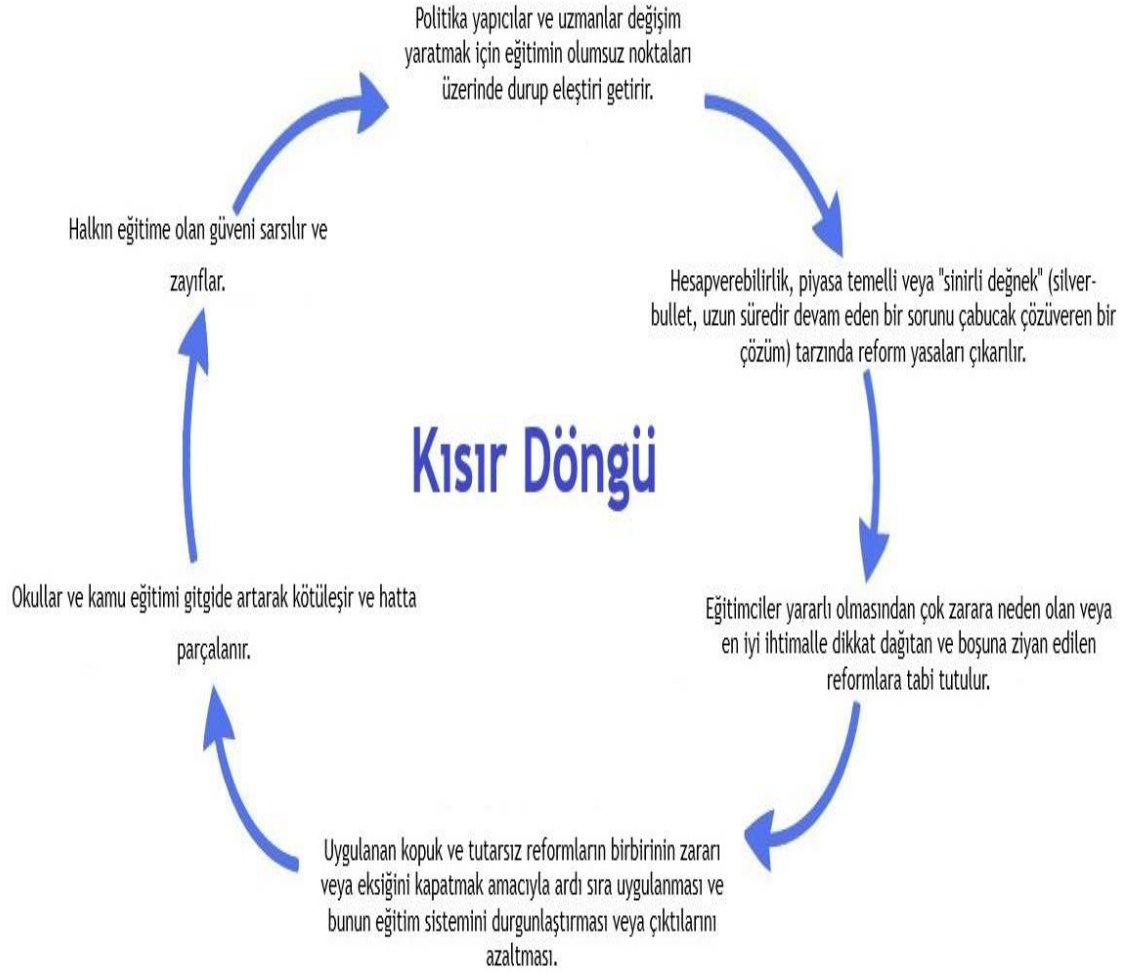 Politika yapıcılar ve uzmanlar değişim
yaratmak için eğitimin olumsuz noktaları
üzerinde durup eleştiri getirir.
Hesapverebilirlik, piyasa temelli veya "sinirli değnek" (silver-
bullet, uzun süredir devam eden bir sorunu çabucak çözüveren bir
çözüm) tarzında reform yasaları çıkarılır.
Eğitimciler yararlı olmasından çok zarara neden olan veya
en iyi ihtimalle dikkat dağıtan ve boşuna ziyan edilen
reformlara tabi tutulur.
Uygulanan kopuk ve tutarsız reformların birbirinin zararı
veya eksiğini kapatmak amacıyla ardı sıra uygulanması ve
bunun eğitim sistemini durgunlaştırması veya çıktılarını
azaltması.
Okullar ve kamu eğitimi gitgide artarak kötüleşir ve hatta
parçalanır.
Halkın eğitime olan güveni sarsılır ve
zayıflar.
Kısır Döngü